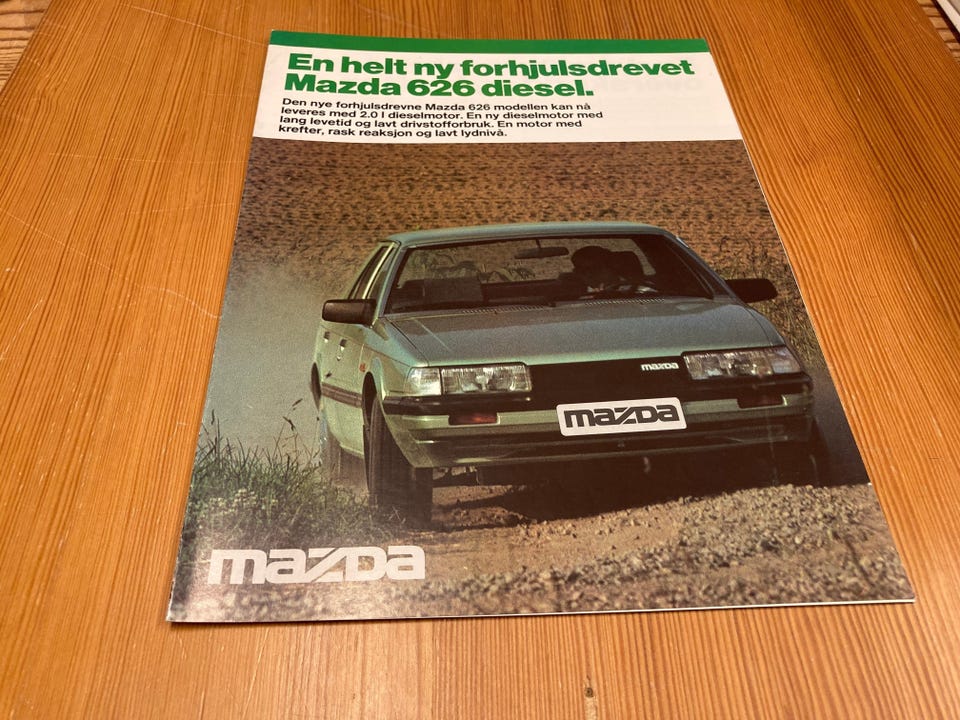 En helt ny forhjulsdrevet
Mazda 626 diesel.
Den nye forhjulsdrevne Mazda 626 modellen kan nå
leveres med 2.0 l dieselmotor. En ny dieselmotor med
lang levetid og lavt drivstofforbruk. En motor med
krefter, rask reaksjon og lavt lydnivå.
mazda
mazda
mazda